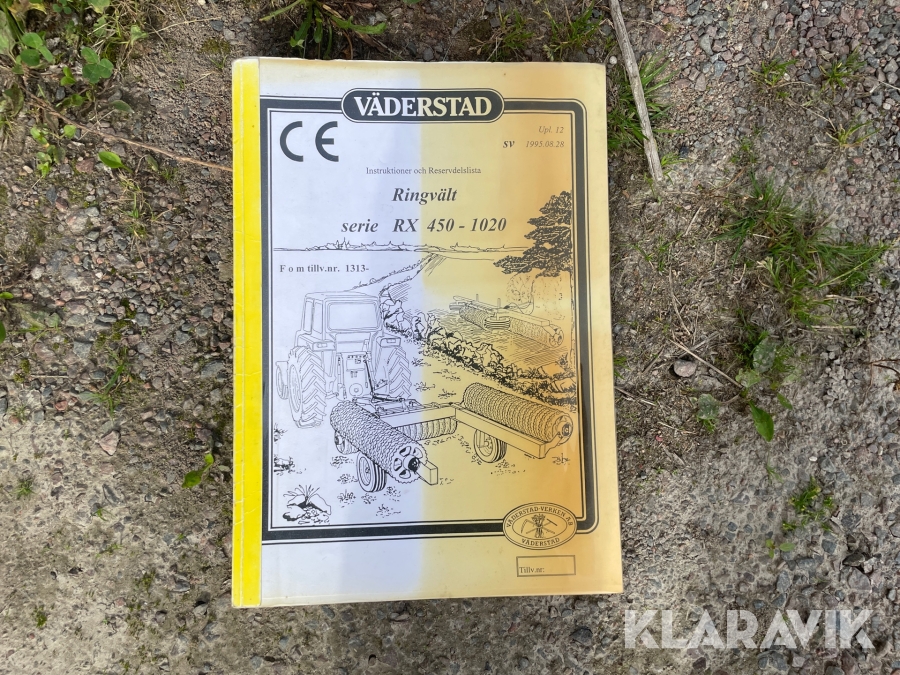 VÄDERSTAD
CE
Upl. 12
SV 1995.08.28
Instruktioner och Reservdelslista
Ringvält
serie RX 450 - 1020
F o m tillv.nr. 1313-
VÄDERSTAD-VERKEN AB
VÄDERSTAD
Tillv.nr:
KLARAVIK